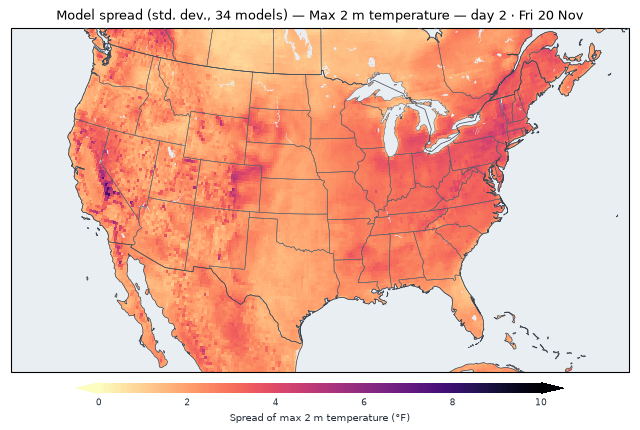 Model spread (std. dev., 34 models) — Max 2 m temperature — day 2 · Fri 20 Nov
0 2 4 6 8 10
Spread of max 2 m temperature (°F)